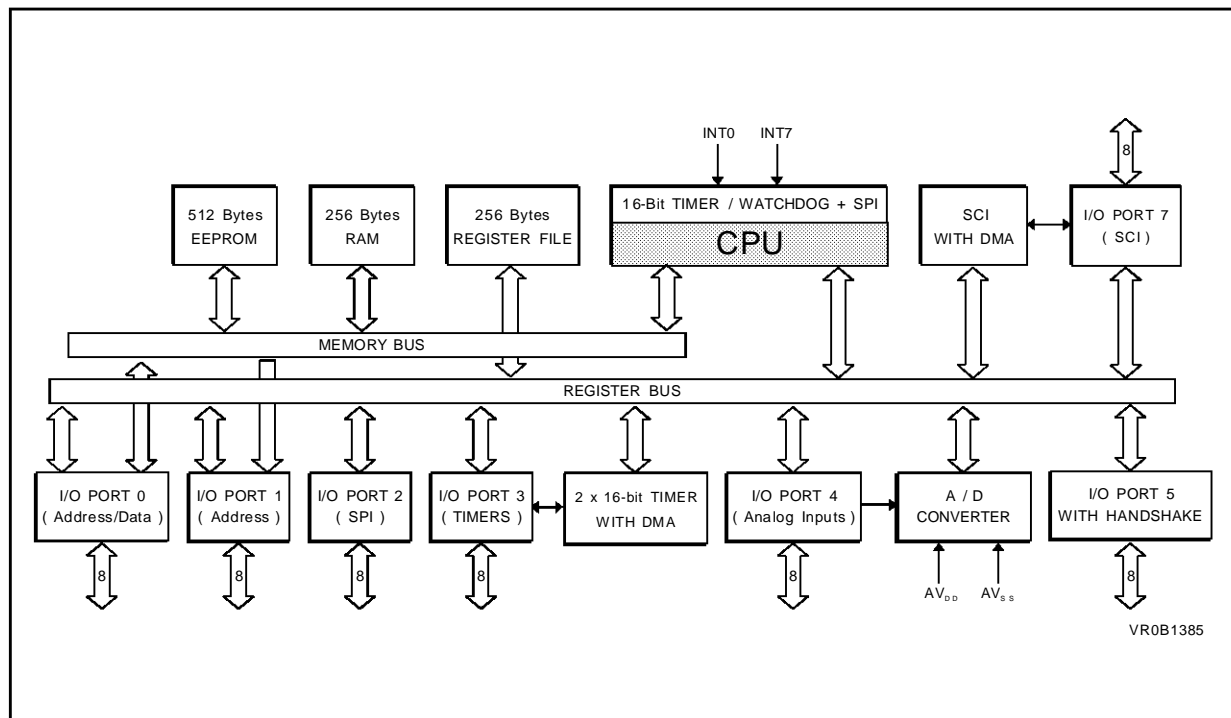 INT0
INT7
8
512 Bytes
EEPROM
256 Bytes
RAM
256 Bytes
REGISTER FILE
16-Bit TIMER / WATCHDOG + SPI
CPU
SCI
WITH DMA
I/O PORT 7
( SCI )
MEMORY BUS
REGISTER BUS
I/O PORT 0
( Address/Data )
I/O PORT 1
( Address )
I/O PORT 2
( SPI )
I/O PORT 3
( TIMERS )
2 x 16-bit TIMER
WITH DMA
I/O PORT 4
( Analog Inputs )
A / D
CONVERTER
I/O PORT 5
WITH HANDSHAKE
8
8
8
8
8
8
AVDD
AVSS
VR0B1385